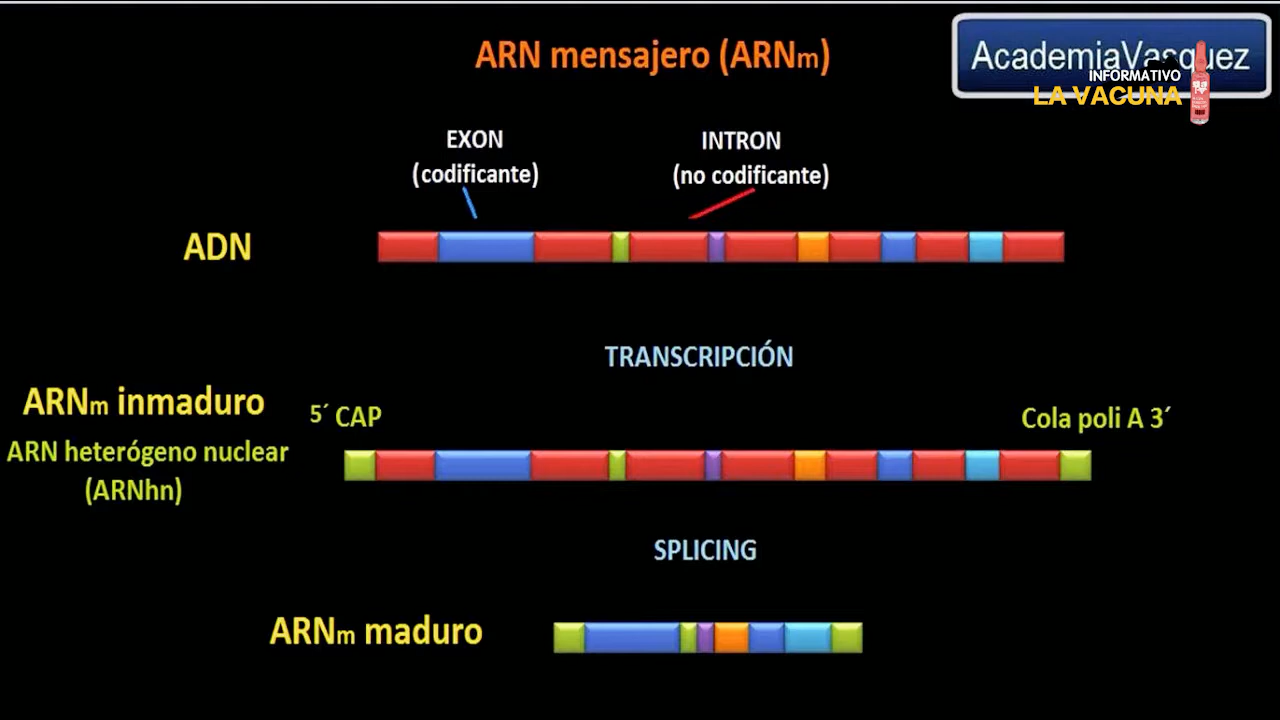 ARN mensajero (ARNm)
AcademiaVasquez
INFORMATIVO
LA VACUNA
EXON
(codificante)
INTRON
(no codificante)
ADN
TRANSCRIPCIÓN
ARNm inmaduro
5´ CAP
Cola poli A 3´
ARN heterógeno nuclear
(ARNhn)
SPLICING
ARNm maduro